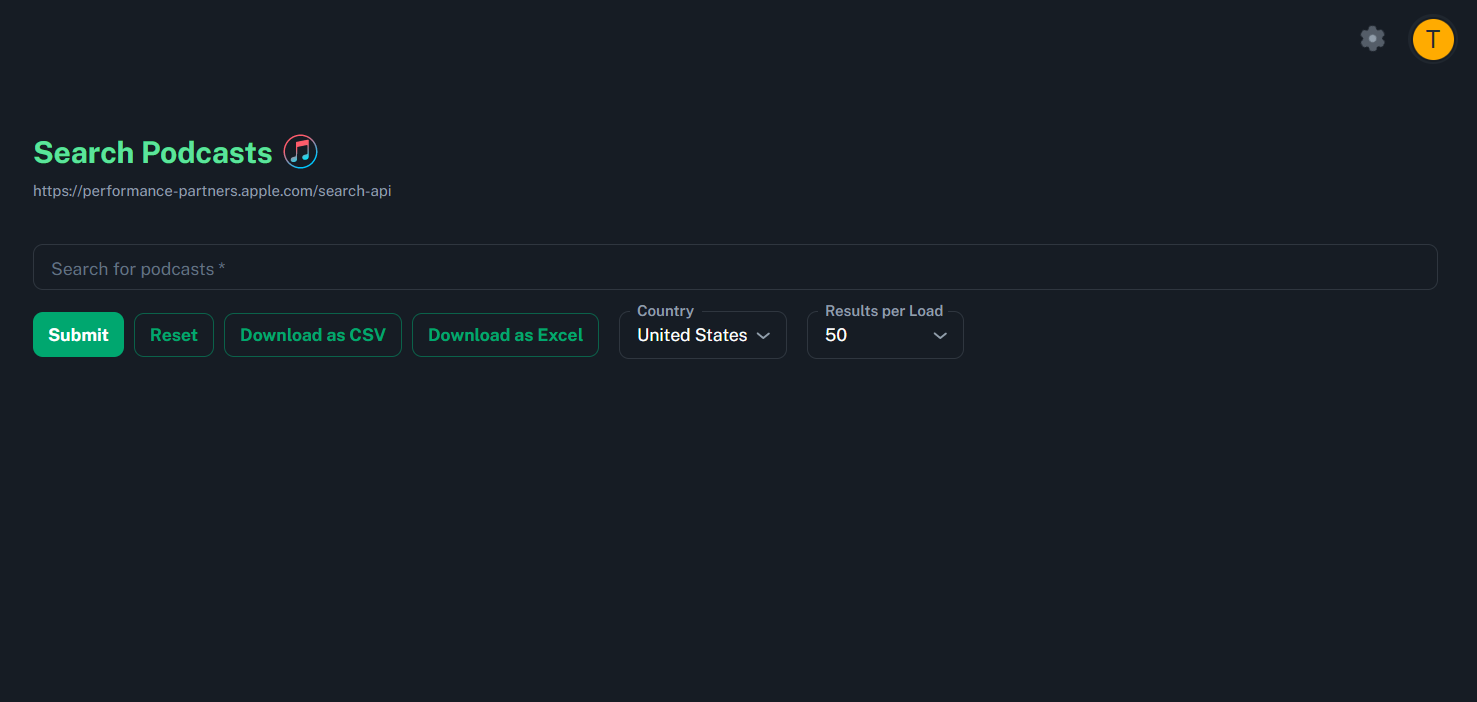 T
Search Podcasts
https://performance-partners.apple.com/search-api
Search for podcasts *
Submit Reset Download as CSV Download as Excel Country United States Results per Load 50